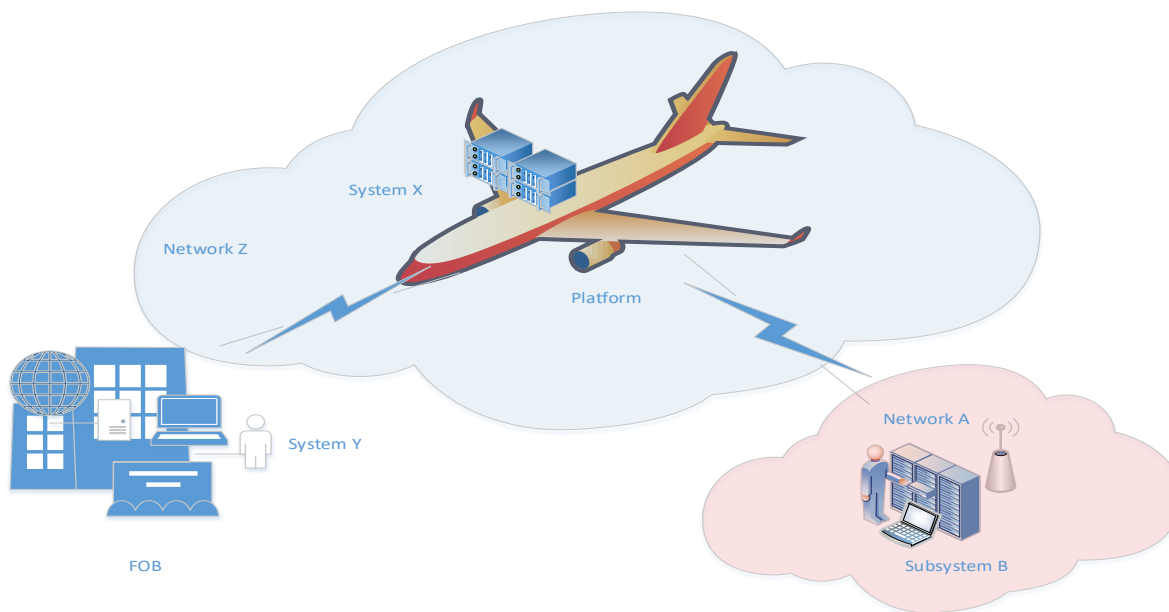 System X
Network Z
Platform
Network A
System Y
Subsystem B
FOB